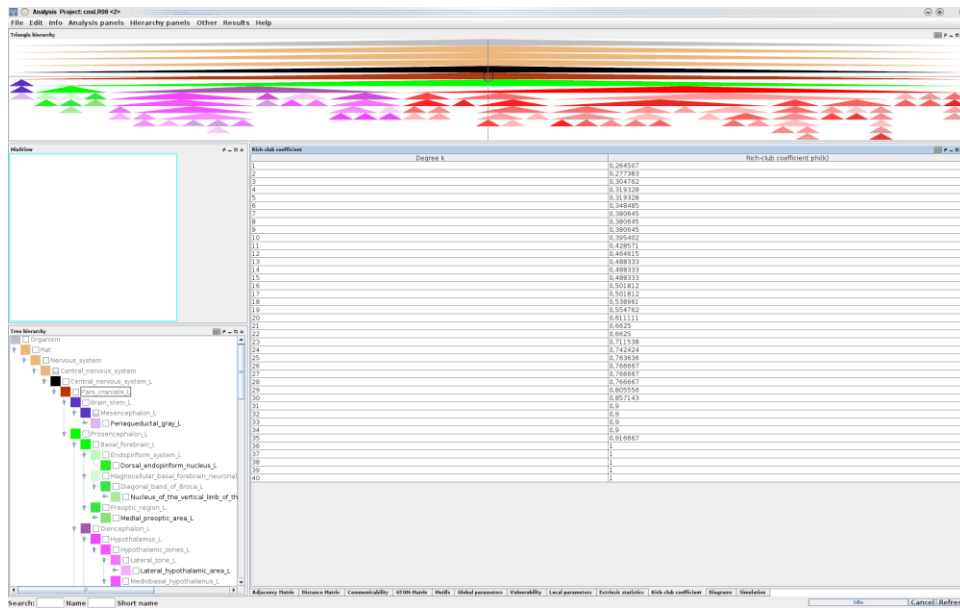 Analysis Project: cnsLR06 <2>
File Edit Info Analysis panels Hierarchy panels Other Results Help
Triangle hierarchy
MiniView
Rich-club coefficient
Degree k Rich-club coefficient phi(k)
1 0,264507
2 0,277383
3 0,304762
4 0,319328
5 0,319328
6 0,348485
7 0,380645
8 0,380645
9 0,380645
10 0,395402
11 0,428571
12 0,464615
13 0,488333
14 0,488333
15 0,488333
16 0,501812
17 0,501812
18 0,538961
19 0,554762
20 0,611111
21 0,6625
22 0,6625
23 0,711538
24 0,742424
25 0,763636
26 0,766667
27 0,766667
28 0,766667
29 0,805556
30 0,857143
31 0,9
32 0,9
33 0,9
34 0,9
35 0,916667
36 1
37 1
38 1
39 1
40 1
Tree hierarchy
Organism
Rat
Nervous_system
Central_nervous_system
Central_nervous_system_L
Pars_cranialis_L
Brain_stem_L
Mesencephalon_L
Periaqueductal_gray_L
Prosencephalon_L
Basal_forebrain_L
Endopiriform_system_L
Dorsal_endopiriform_nucleus_L
Magnocellular_basal_forebrain_neuronal
Diagonal_band_of_Broca_L
Nucleus_of_the_vertical_limb_of_th
Preoptic_region_L
Medial_preoptic_area_L
Diencephalon_L
Hypothalamus_L
Hypothalamic_zones_L
Lateral_zone_L
Lateral_hypothalamic_area_L
Mediobasal_hypothalamus_L
Adjacency Matrix Distance Matrix Communicability GTOM Matrix Motifs Global parameters Vulnerability Local parameters Extrinsic statistics Rich-club coefficient Diagrams Simulation
Search: Name Short name Idle Cancel Refres